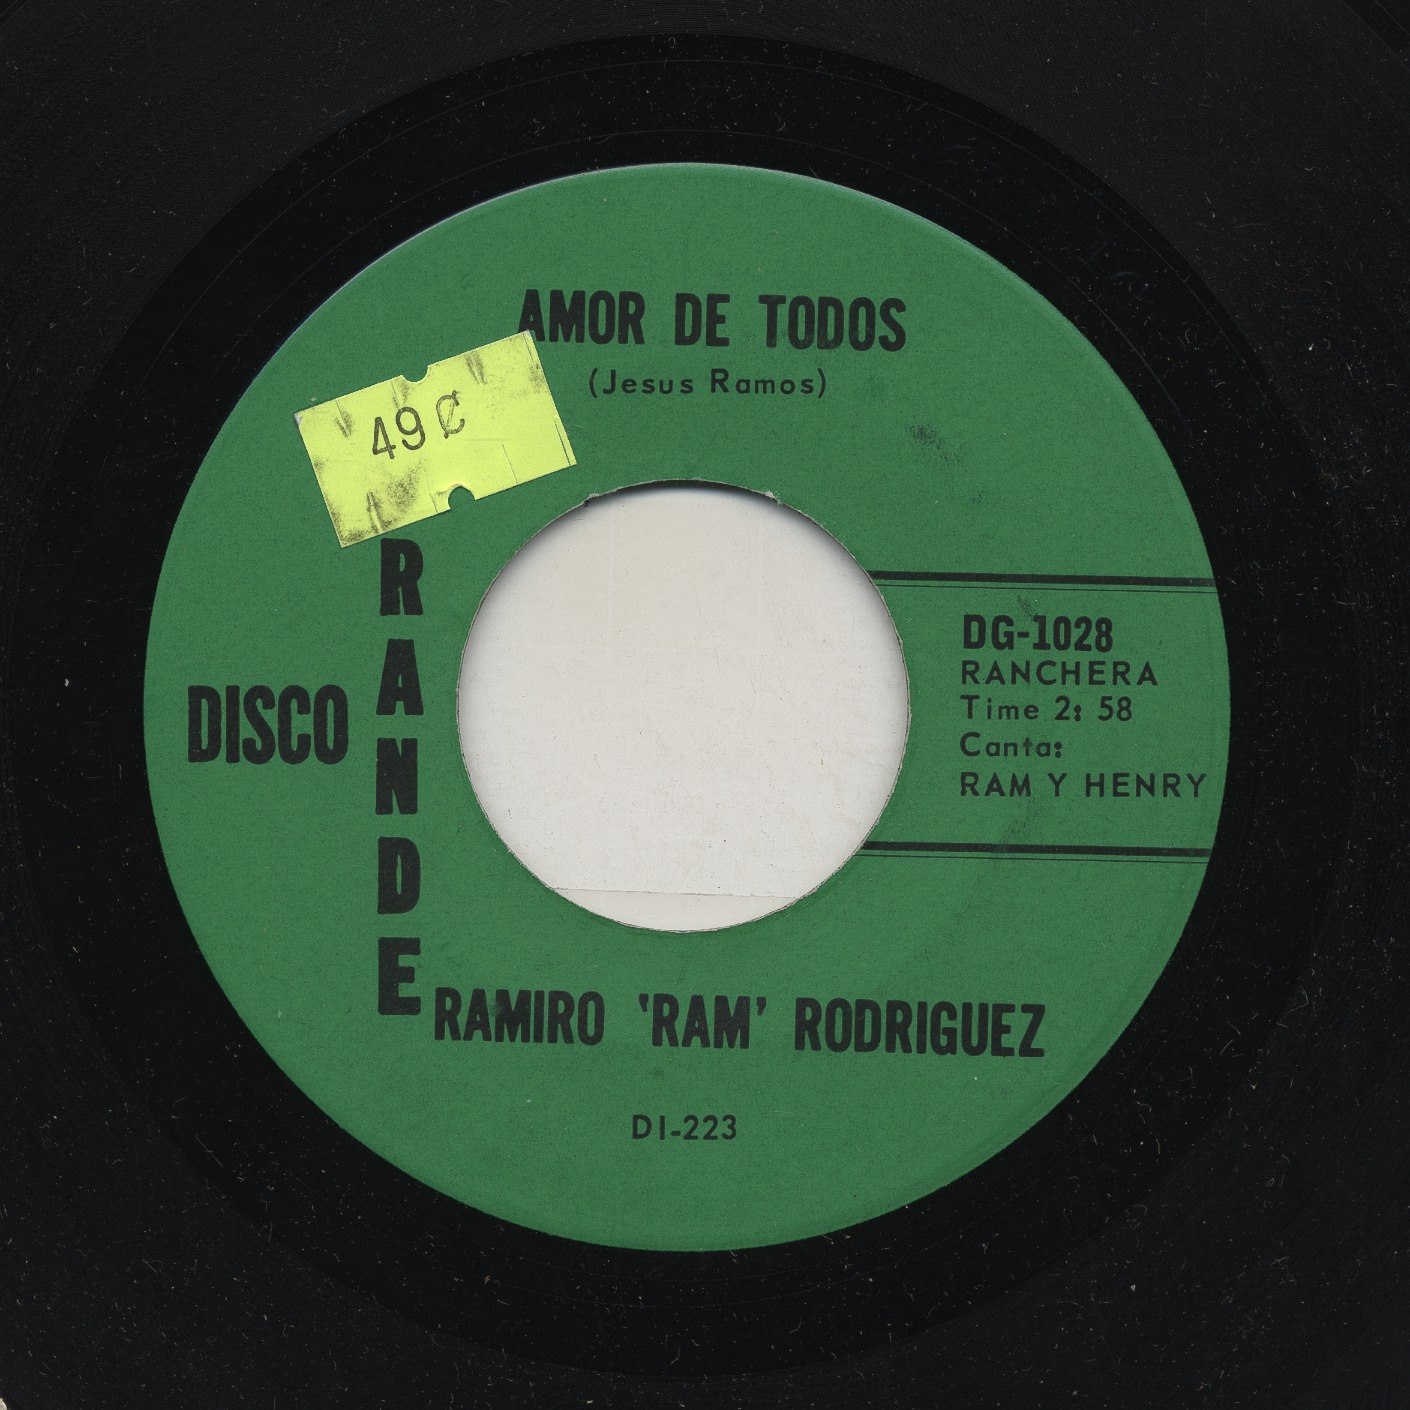 AMOR DE TODOS
(Jesus Ramos)
49¢
DISCO
RANDE
DG-1028
RANCHERA
Time 2: 58
Canta:
RAM Y HENRY
RAMIRO 'RAM' RODRIGUEZ
DI-223